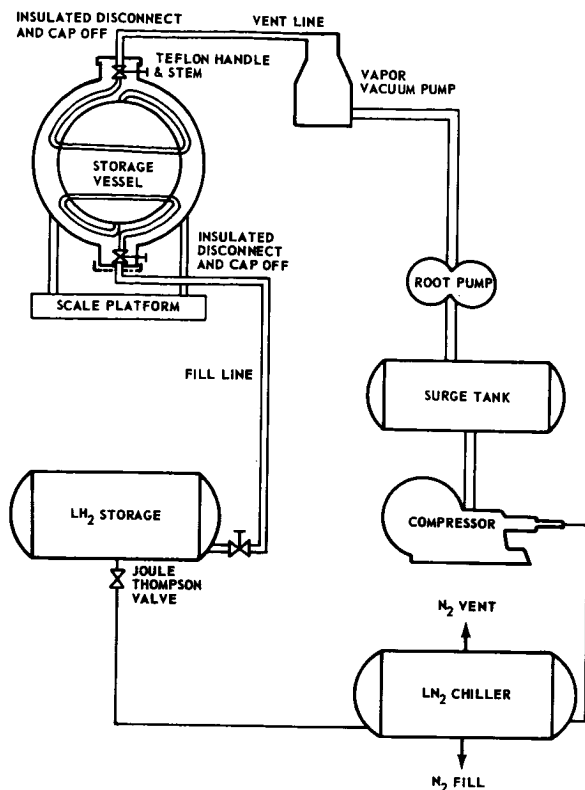 INSULATED DISCONNECT
AND CAP OFF
VENT LINE
TEFLON HANDLE
& STEM
VAPOR
VACUUM PUMP
STORAGE
VESSEL
INSULATED
DISCONNECT
AND CAP OFF
SCALE PLATFORM
ROOT PUMP
FILL LINE
SURGE TANK
LH₂ STORAGE
COMPRESSOR
JOULE
THOMPSON
VALVE
N₂ VENT
LN₂ CHILLER
N₂ FILL